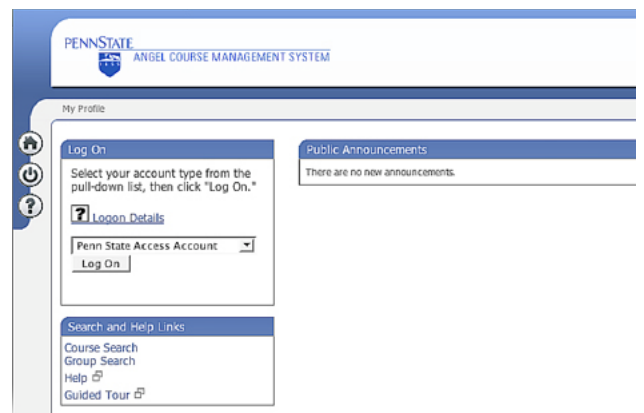 PENNSTATE
ANGEL COURSE MANAGEMENT SYSTEM
My Profile
Log On
Select your account type from the
pull-down list, then click "Log On."
? Logon Details
Penn State Access Account
Log On
Search and Help Links
Course Search
Group Search
Help
Guided Tour
Public Announcements
There are no new announcements.
?